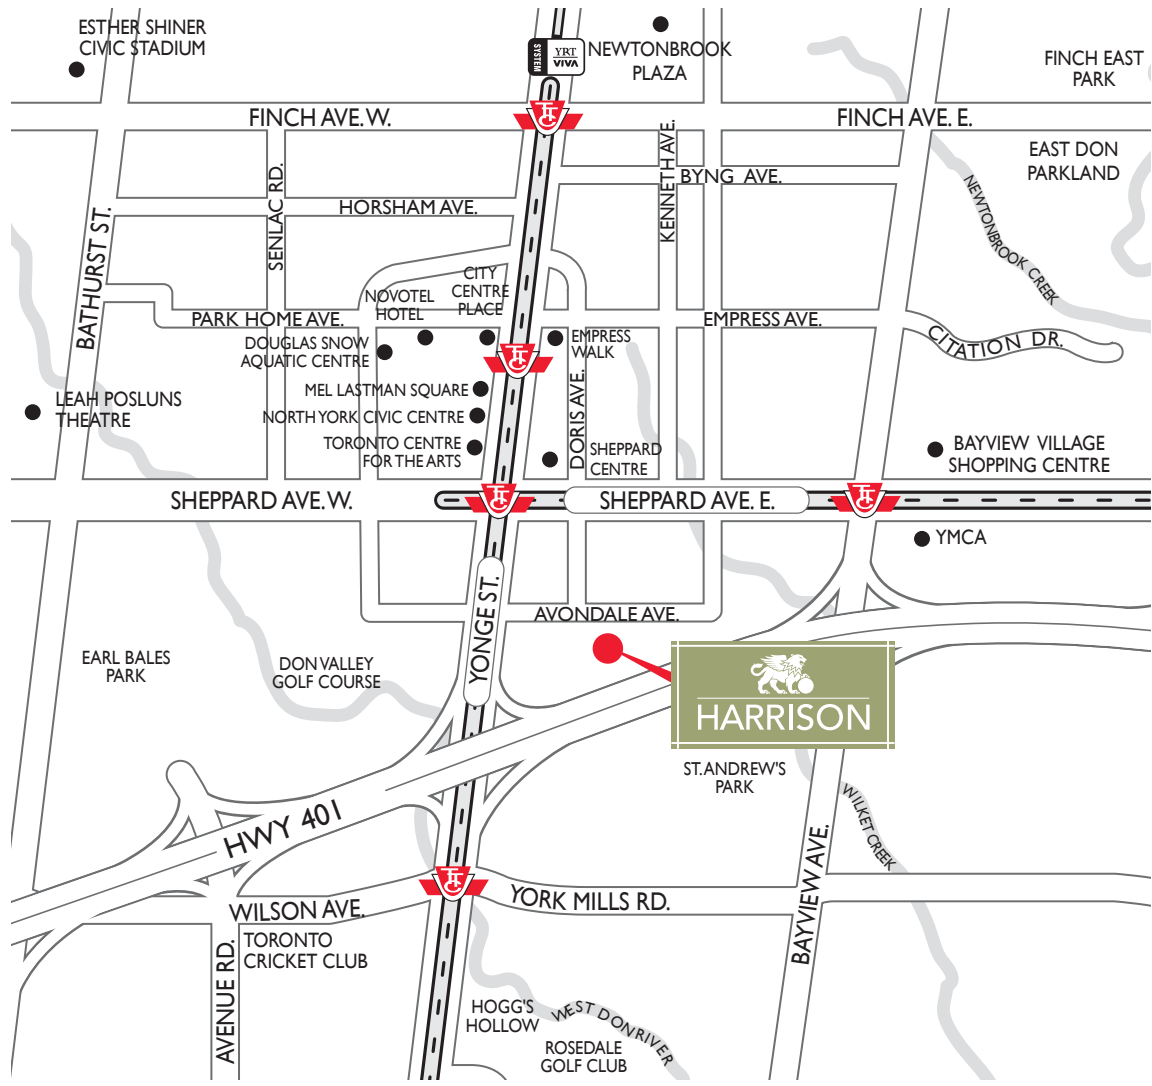 ESTHER SHINER
CIVIC STADIUM
SYSTEM
YRT
VIVA
NEWTONBROOK
PLAZA
FINCH EAST
PARK
FINCH AVE. W.
TTC
FINCH AVE. E.
EAST DON
PARKLAND
KENNETH AVE.
BYNG AVE.
SENLAC RD.
HORSHAM AVE.
NEWTONBROOK CREEK
BATHURST ST.
CITY
CENTRE
PLACE
NOVOTEL
HOTEL
PARK HOME AVE.
EMPRESS AVE.
CITATION DR.
DOUGLAS SNOW
AQUATIC CENTRE
TTC
EMPRESS
WALK
MEL LASTMAN SQUARE
LEAH POSLUNS
THEATRE
NORTH YORK CIVIC CENTRE
DORIS AVE.
TORONTO CENTRE
FOR THE ARTS
SHEPPARD
CENTRE
BAYVIEW VILLAGE
SHOPPING CENTRE
SHEPPARD AVE. W.
TTC
SHEPPARD AVE. E.
TTC
YMCA
YONGE ST.
AVONDALE AVE.
EARL BALES
PARK
DON VALLEY
GOLF COURSE
HARRISON
ST. ANDREW'S
PARK
HWY 401
WILKET CREEK
BAYVIEW AVE.
TTC
YORK MILLS RD.
WILSON AVE.
TORONTO
CRICKET CLUB
AVENUE RD.
HOGG'S
HOLLOW
WEST DON RIVER
ROSEDALE
GOLF CLUB